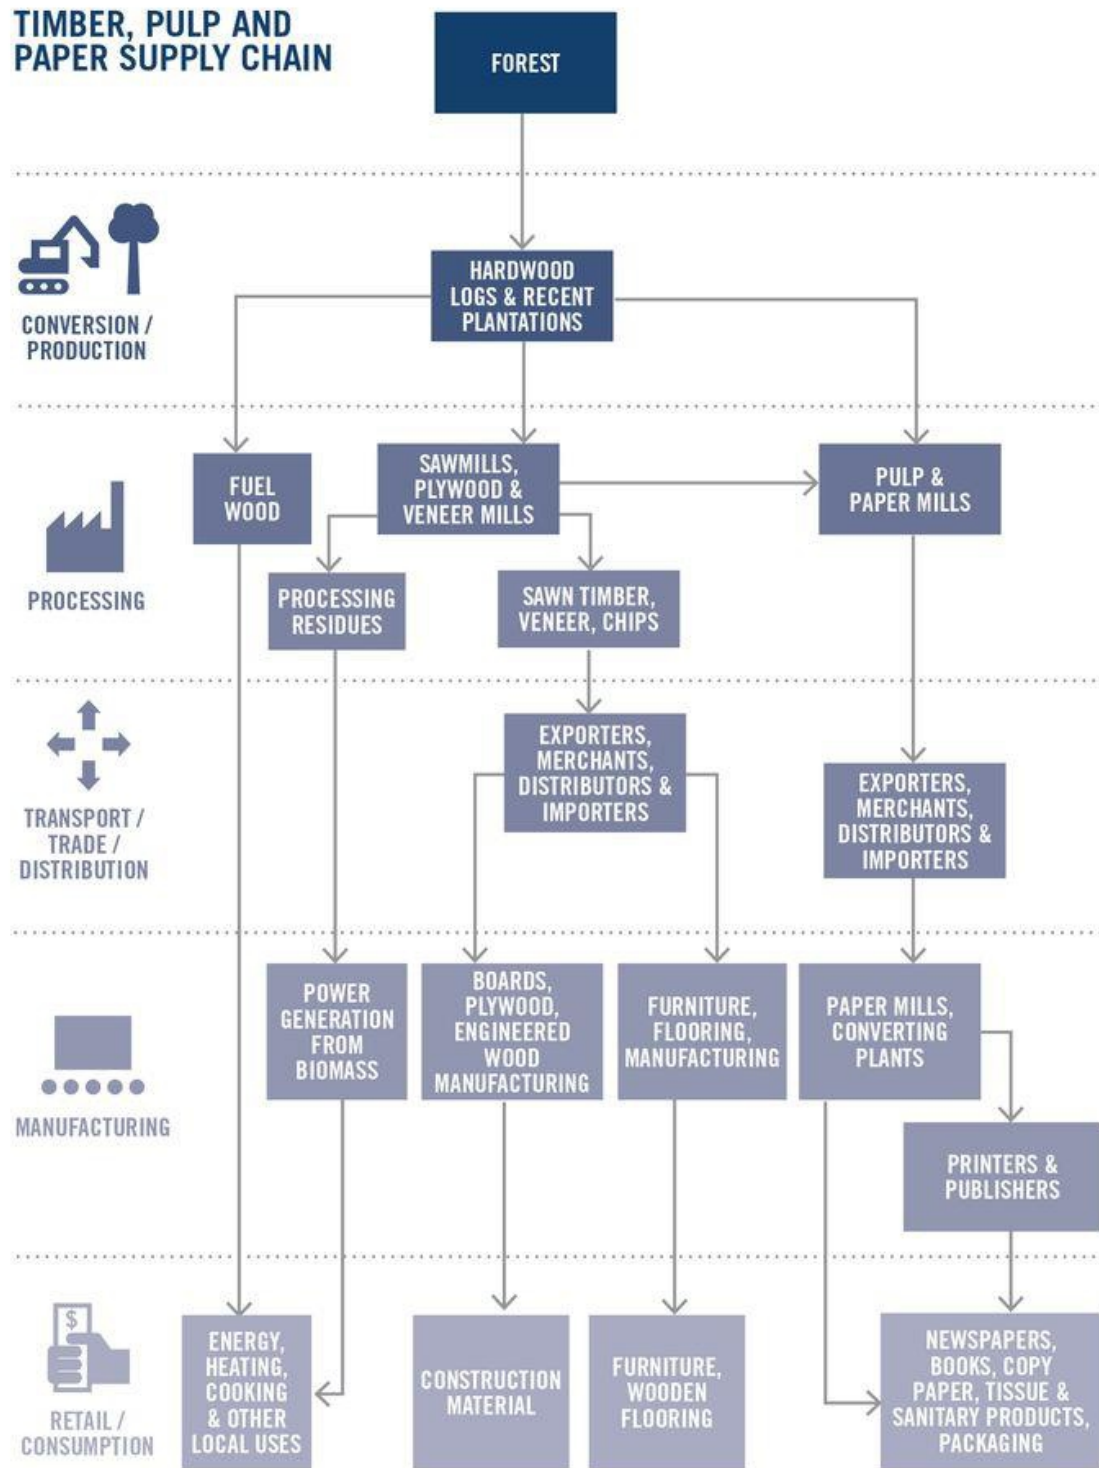 TIMBER, PULP AND
PAPER SUPPLY CHAIN
FOREST
CONVERSION /
PRODUCTION
HARDWOOD
LOGS & RECENT
PLANTATIONS
PROCESSING
FUEL
WOOD
SAWMILLS,
PLYWOOD &
VENEER MILLS
PULP &
PAPER MILLS
PROCESSING
RESIDUES
SAWN TIMBER,
VENEER, CHIPS
TRANSPORT /
TRADE /
DISTRIBUTION
EXPORTERS,
MERCHANTS,
DISTRIBUTORS &
IMPORTERS
EXPORTERS,
MERCHANTS,
DISTRIBUTORS &
IMPORTERS
MANUFACTURING
POWER
GENERATION
FROM
BIOMASS
BOARDS,
PLYWOOD,
ENGINEERED
WOOD
MANUFACTURING
FURNITURE,
FLOORING,
MANUFACTURING
PAPER MILLS,
CONVERTING
PLANTS
PRINTERS &
PUBLISHERS
$
RETAIL /
CONSUMPTION
ENERGY,
HEATING,
COOKING
& OTHER
LOCAL USES
CONSTRUCTION
MATERIAL
FURNITURE,
WOODEN
FLOORING
NEWSPAPERS,
BOOKS, COPY
PAPER, TISSUE &
SANITARY PRODUCTS,
PACKAGING